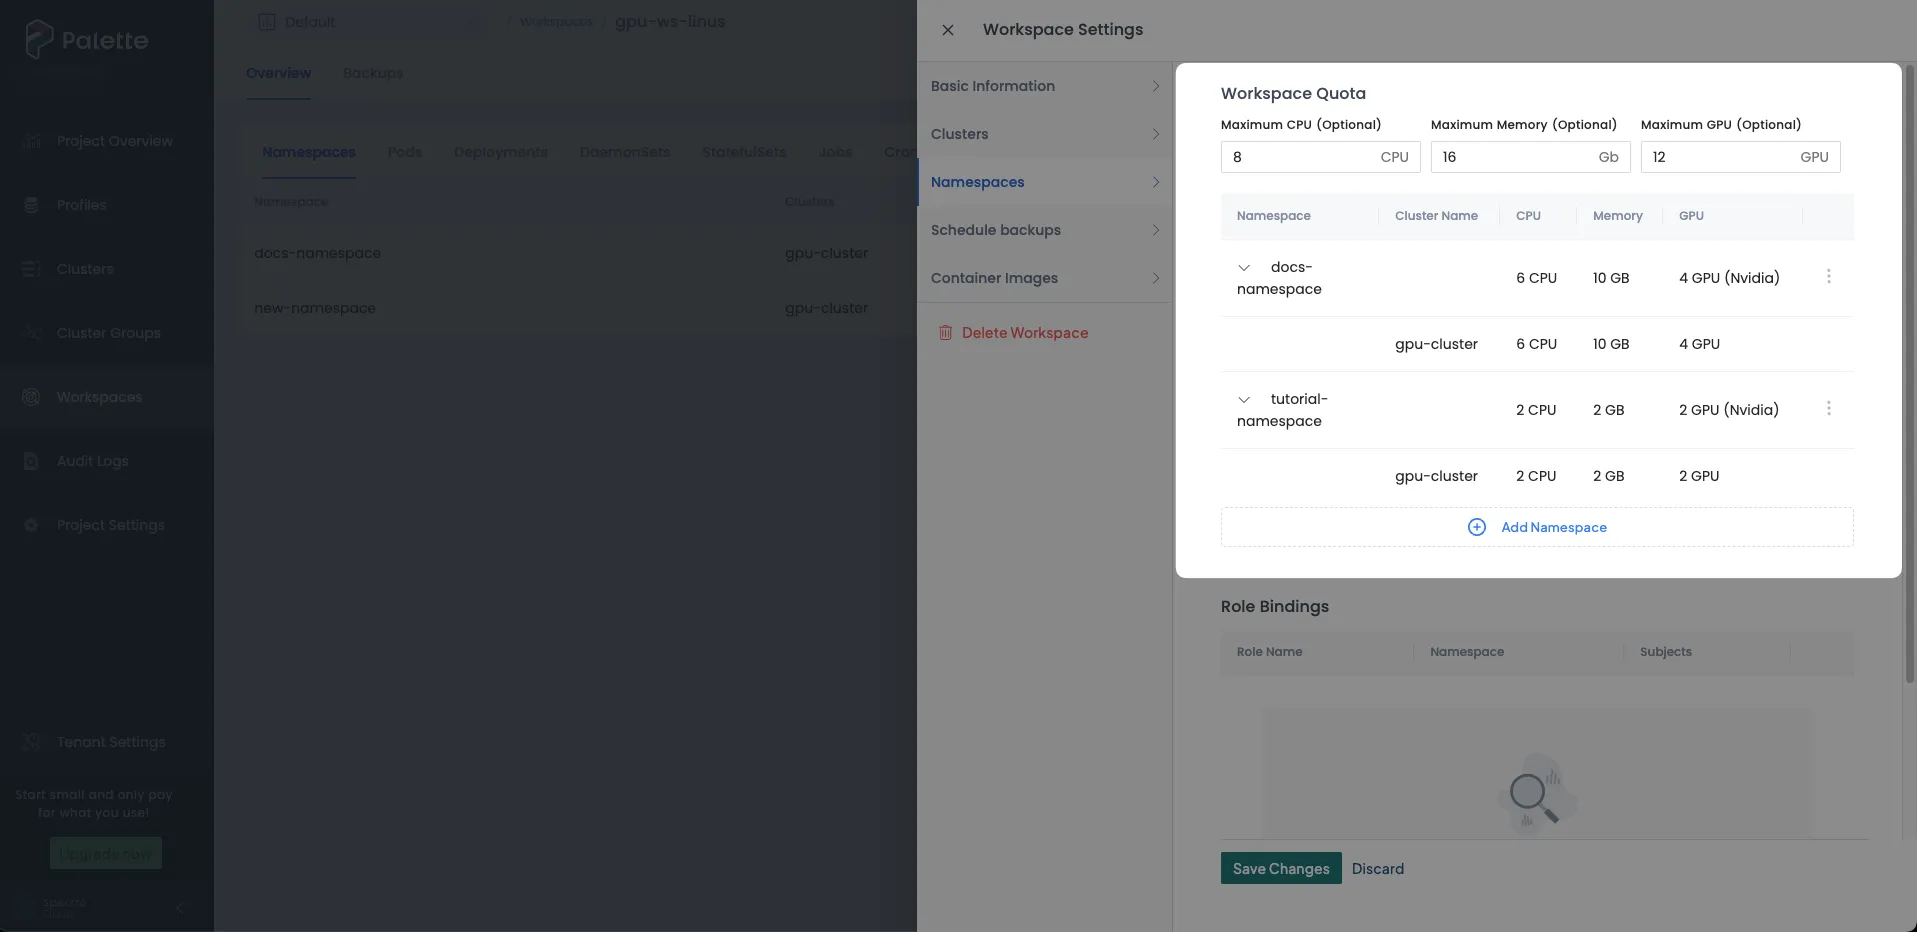 Palette
Project Overview
Profiles
Clusters
Cluster Groups
Workspaces
Audit Logs
Project Settings
Tenant Settings
Start small and only pay
for what you use!
Upgrade now
Spectro
Cloud
Default
/ Workspaces / gpu-ws-linus
Overview Backups
Namespaces Pods Deployments DaemonSets StatefulSets Jobs
Namespace Clusters
docs-namespace gpu-cluster
new-namespace gpu-cluster
Workspace Settings
Basic Information
Clusters
Namespaces
Schedule backups
Container Images
Delete Workspace
Workspace Quota
Maximum CPU (Optional) Maximum Memory (Optional) Maximum GPU (Optional)
8 CPU 16 Gb 12 GPU
Namespace Cluster Name CPU Memory GPU
docs-
namespace 6 CPU 10 GB 4 GPU (Nvidia)
gpu-cluster 6 CPU 10 GB 4 GPU
tutorial-
namespace 2 CPU 2 GB 2 GPU (Nvidia)
gpu-cluster 2 CPU 2 GB 2 GPU
Add Namespace
Role Bindings
Role Name Namespace Subjects
Save Changes Discard